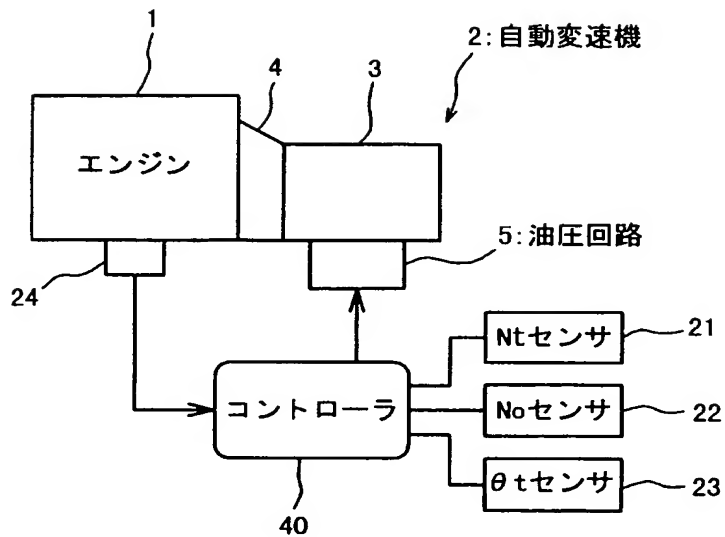 1
4
3
2:自動変速機
エンジン
5:油圧回路
24
Ntセンサ
21
コントローラ
Noセンサ
22
θtセンサ
23
40